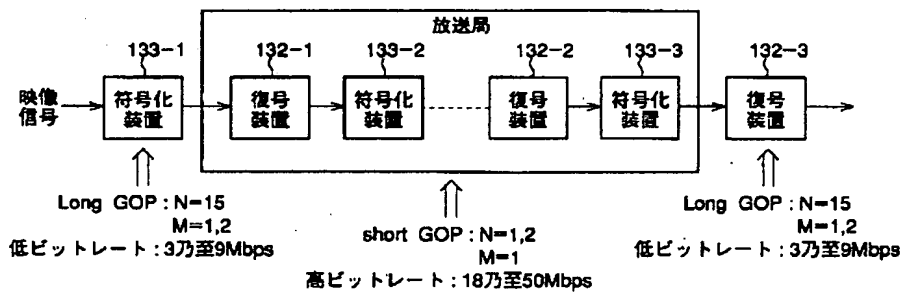 放送局
133-1
132-1
133-2
132-2
133-3
132-3
映像
信号
符号化
装置
復号
装置
符号化
装置
復号
装置
符号化
装置
復号
装置
Long GOP : N=15
M=1,2
低ビットレート : 3乃至9Mbps
short GOP : N=1,2
M=1
高ビットレート : 18乃至50Mbps
Long GOP : N=15
M=1,2
低ビットレート : 3乃至9Mbps